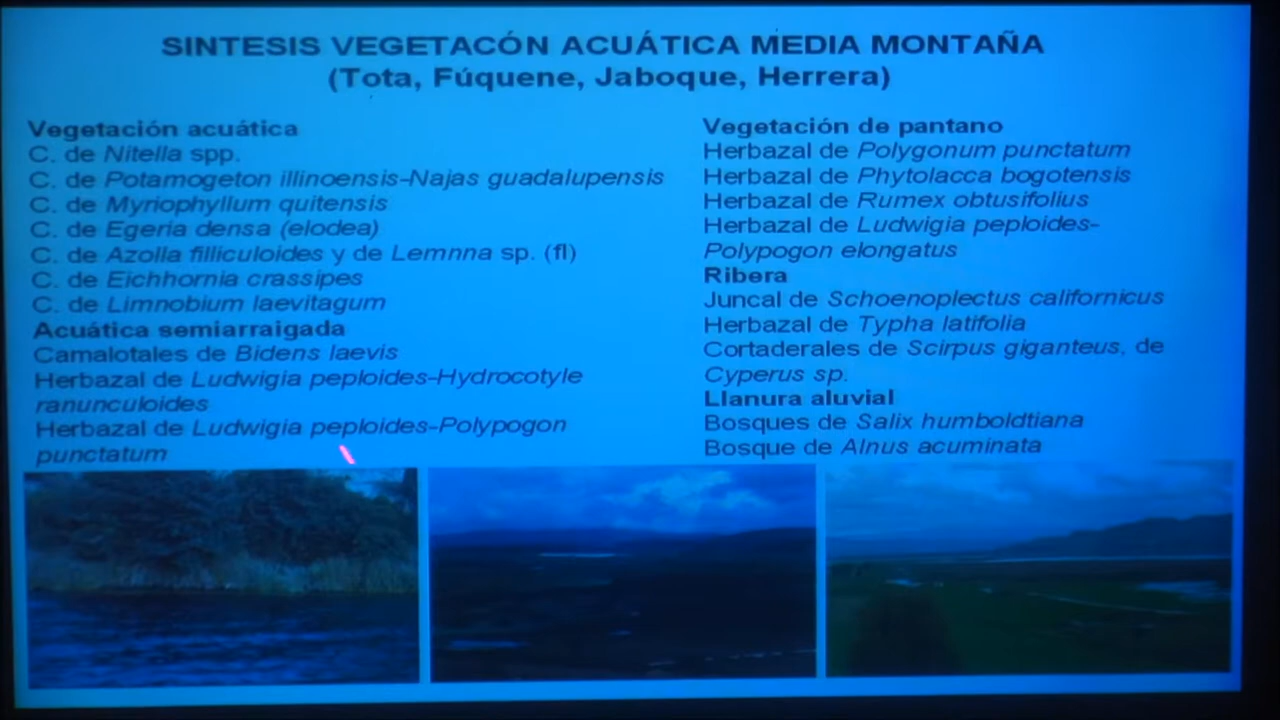 SINTESIS VEGETACÓN ACUÁTICA MEDIA MONTAÑA
(Tota, Fúquene, Jaboque, Herrera)
Vegetación acuática
C. de Nitella spp.
C. de Potamogeton illinoensis-Najas guadalupensis
C. de Myriophyllum quitensis
C. de Egeria densa (elodea)
C. de Azolla filliculoides y de Lemnna sp. (fl)
C. de Eichhornia crassipes
C. de Limnobium laevitagum
Acuática semiarraigada
Camalotales de Bidens laevis
Herbazal de Ludwigia peploides-Hydrocotyle
ranunculoides
Herbazal de Ludwigia peploides-Polypogon
punctatum
Vegetación de pantano
Herbazal de Polygonum punctatum
Herbazal de Phytolacca bogotensis
Herbazal de Rumex obtusifolius
Herbazal de Ludwigia peploides-
Polypogon elongatus
Ribera
Juncal de Schoenoplectus californicus
Herbazal de Typha latifolia
Cortaderales de Scirpus giganteus, de
Cyperus sp.
Llanura aluvial
Bosques de Salix humboldtiana
Bosque de Alnus acuminata